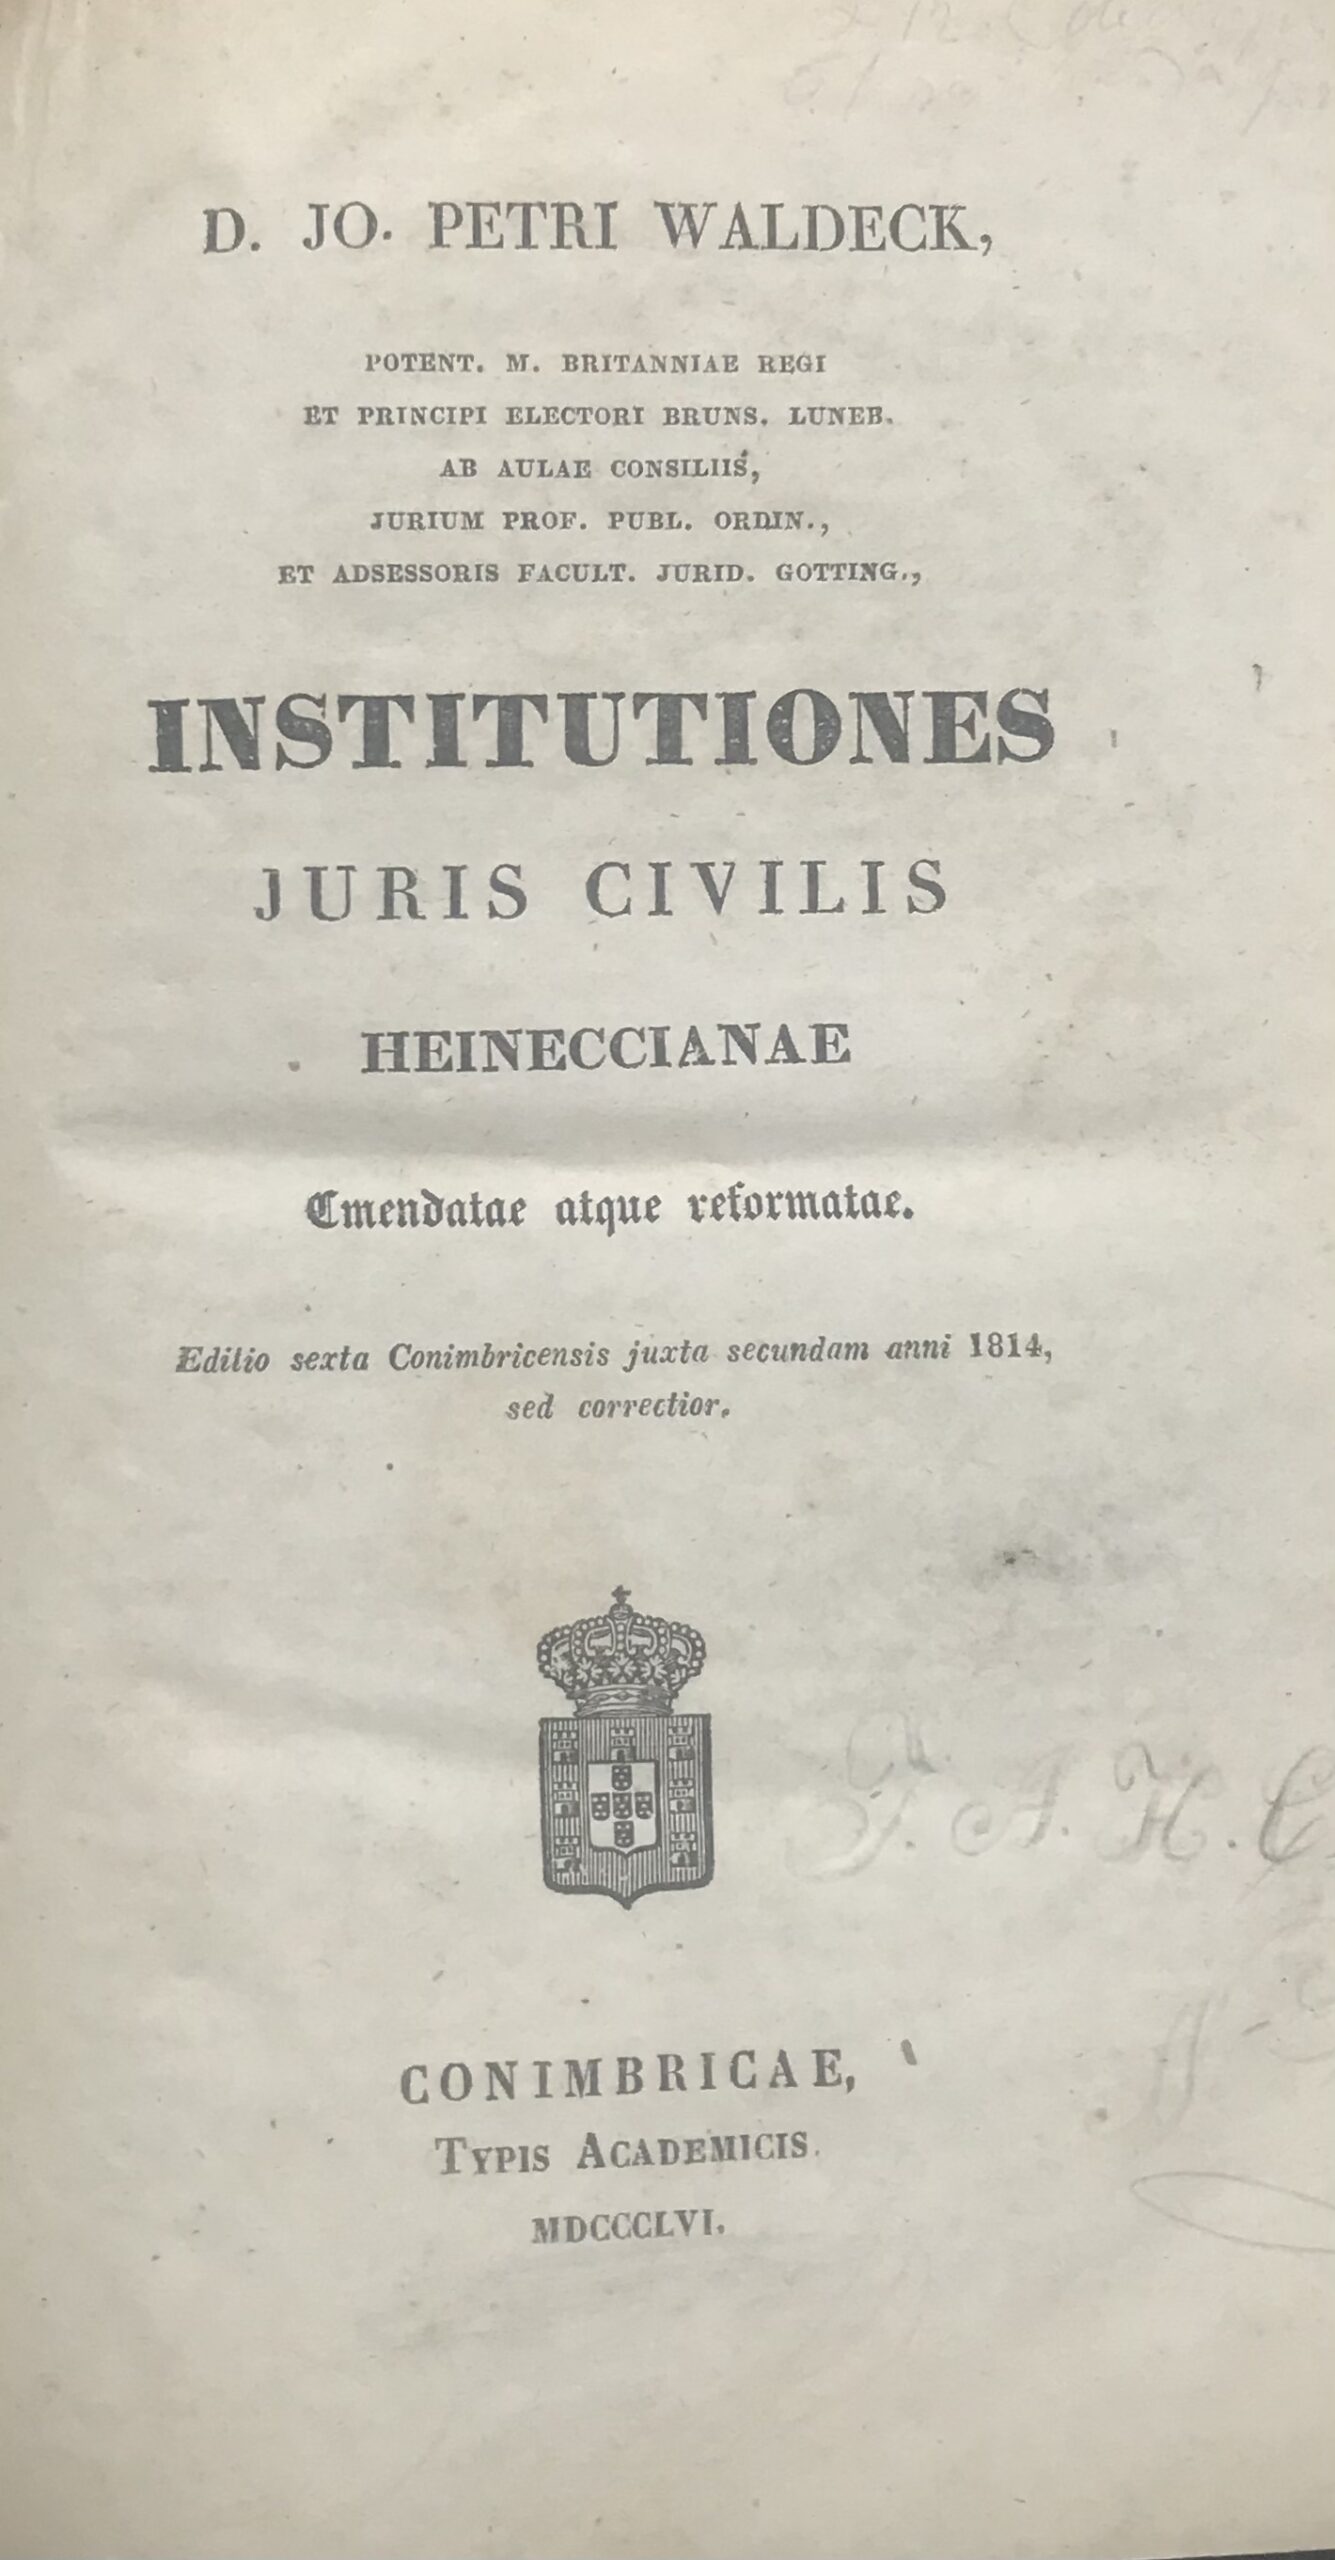 D. JO. PETRI WALDECK,
POTENT. M. BRITANNIAE REGI
ET PRINCIPI ELECTORI BRUNS. LUNEB.
AB AULAE CONSILIIS,
JURIUM PROF. PUBL. ORDIN.,
ET ADSESSORIS FACULT. JURID. GOTTING.,
INSTITUTIONES
JURIS CIVILIS
HEINECCIANAE
Emendatae atque reformatae.
Editio sexta Conimbricensis juxta secundam anni 1814,
sed correctior.
A. H. C
CONIMBRICAE,
TYPIS ACADEMICIS.
MDCCCLVI.